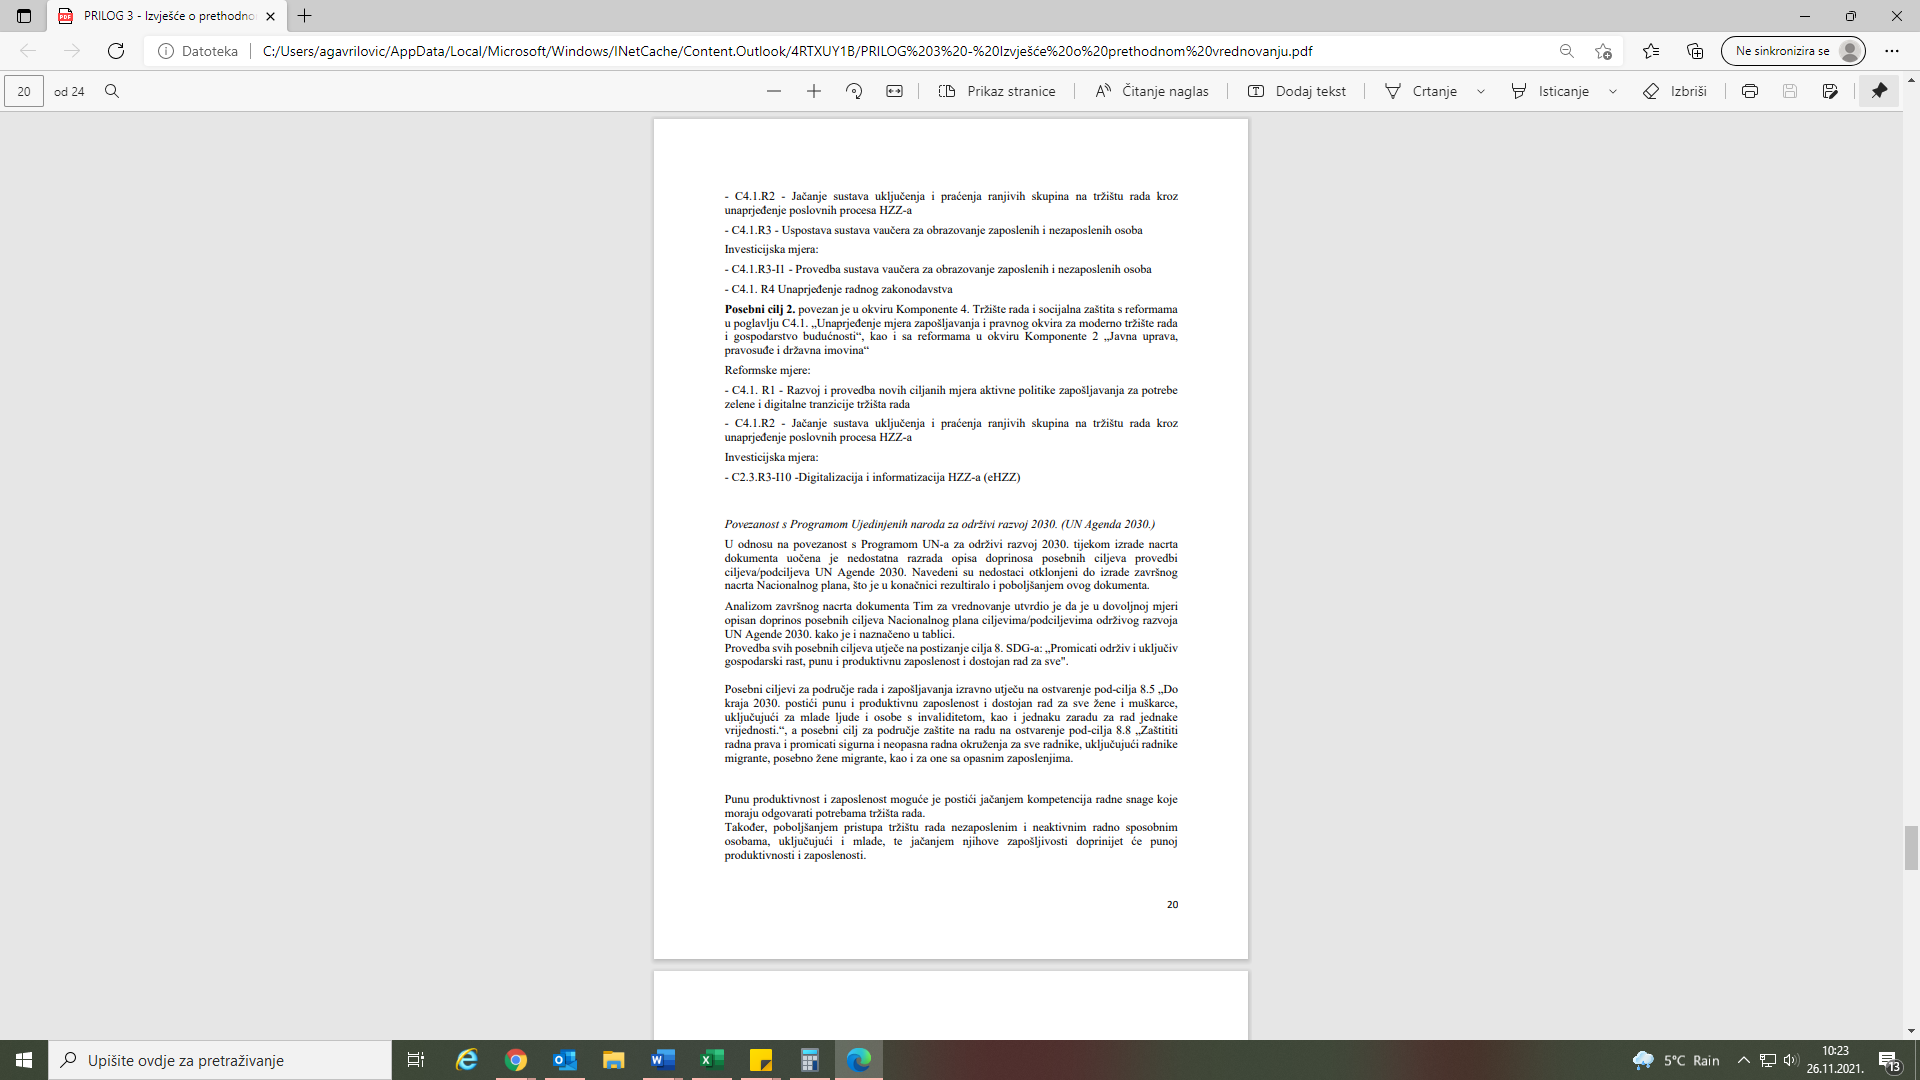 PRILOG 3 - Izvješće o prethodno
Datoteka
C:/Users/agavrilovic/AppData/Local/Microsoft/Windows/INetCache/Content.Outlook/4RTXUY1B/PRILOG%203%20-%20Izvješće%20o%20prethodnom%20vrednovanju.pdf
Ne sinkronizira se
20 od 24
Prikaz stranice
Čitanje naglas
Dodaj tekst
Crtanje
Isticanje
Izbriši
- C4.1.R2 - Jačanje sustava uključenja i praćenja ranjivih skupina na tržištu rada kroz
unaprjeđenje poslovnih procesa HZZ-a
- C4.1.R3 - Uspostava sustava vaučera za obrazovanje zaposlenih i nezaposlenih osoba
Investicijska mjera:
- C4.1.R3-I1 - Provedba sustava vaučera za obrazovanje zaposlenih i nezaposlenih osoba
- C4.1. R4 Unaprjeđenje radnog zakonodavstva
Posebni cilj 2. povezan je u okviru Komponente 4. Tržište rada i socijalna zaštita s reformama
u poglavlju C4.1. „Unaprjeđenje mjera zapošljavanja i pravnog okvira za moderno tržište rada
i gospodarstvo budućnosti“, kao i sa reformama u okviru Komponente 2 „Javna uprava,
pravosuđe i državna imovina“
Reformske mjere:
- C4.1. R1 - Razvoj i provedba novih ciljanih mjera aktivne politike zapošljavanja za potrebe
zelene i digitalne tranzicije tržišta rada
- C4.1.R2 - Jačanje sustava uključenja i praćenja ranjivih skupina na tržištu rada kroz
unaprjeđenje poslovnih procesa HZZ-a
Investicijska mjera:
- C2.3.R3-I10 -Digitalizacija i informatizacija HZZ-a (eHZZ)
Povezanost s Programom Ujedinjenih naroda za održivi razvoj 2030. (UN Agenda 2030.)
U odnosu na povezanost s Programom UN-a za održivi razvoj 2030. tijekom izrade nacrta
dokumenta uočena je nedostatna razrada opisa doprinosa posebnih ciljeva provedbi
ciljeva/podciljeva UN Agende 2030. Navedeni su nedostaci otklonjeni do izrade završnog
nacrta Nacionalnog plana, što je u konačnici rezultiralo i poboljšanjem ovog dokumenta.
Analizom završnog nacrta dokumenta Tim za vrednovanje utvrdio je da je u dovoljnoj mjeri
opisan doprinos posebnih ciljeva Nacionalnog plana ciljevima/podciljevima održivog razvoja
UN Agende 2030. kako je i naznačeno u tablici.
Provedba svih posebnih ciljeva utječe na postizanje cilja 8. SDG-a: „Promicati održiv i uključiv
gospodarski rast, punu i produktivnu zaposlenost i dostojan rad za sve".
Posebni ciljevi za područje rada i zapošljavanja izravno utječu na ostvarenje pod-cilja 8.5 „Do
kraja 2030. postići punu i produktivnu zaposlenost i dostojan rad za sve žene i muškarce,
uključujući za mlade ljude i osobe s invaliditetom, kao i jednaku zaradu za rad jednake
vrijednosti.“, a posebni cilj za područje zaštite na radu na ostvarenje pod-cilja 8.8 „Zaštititi
radna prava i promicati sigurna i neopasna radna okruženja za sve radnike, uključujući radnike
migrante, posebno žene migrante, kao i za one sa opasnim zaposlenjima.
Punu produktivnost i zaposlenost moguće je postići jačanjem kompetencija radne snage koje
moraju odgovarati potrebama tržišta rada.
Također, poboljšanjem pristupa tržištu rada nezaposlenim i neaktivnim radno sposobnim
osobama, uključujući i mlade, te jačanjem njihove zapošljivosti doprinijet će punoj
produktivnosti i zaposlenosti.
20
Upišite ovdje za pretraživanje
5°C Rain
10:23
26.11.2021.
13